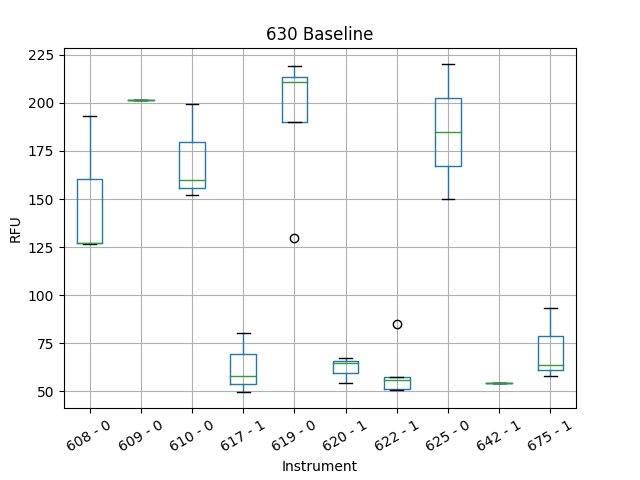 630 Baseline
225
200
175
150
125
100
75
50
RFU
608 - 0
609 - 0
610 - 0
617 - 1
619 - 0
620 - 1
622 - 1
625 - 0
642 - 1
675 - 1
Instrument